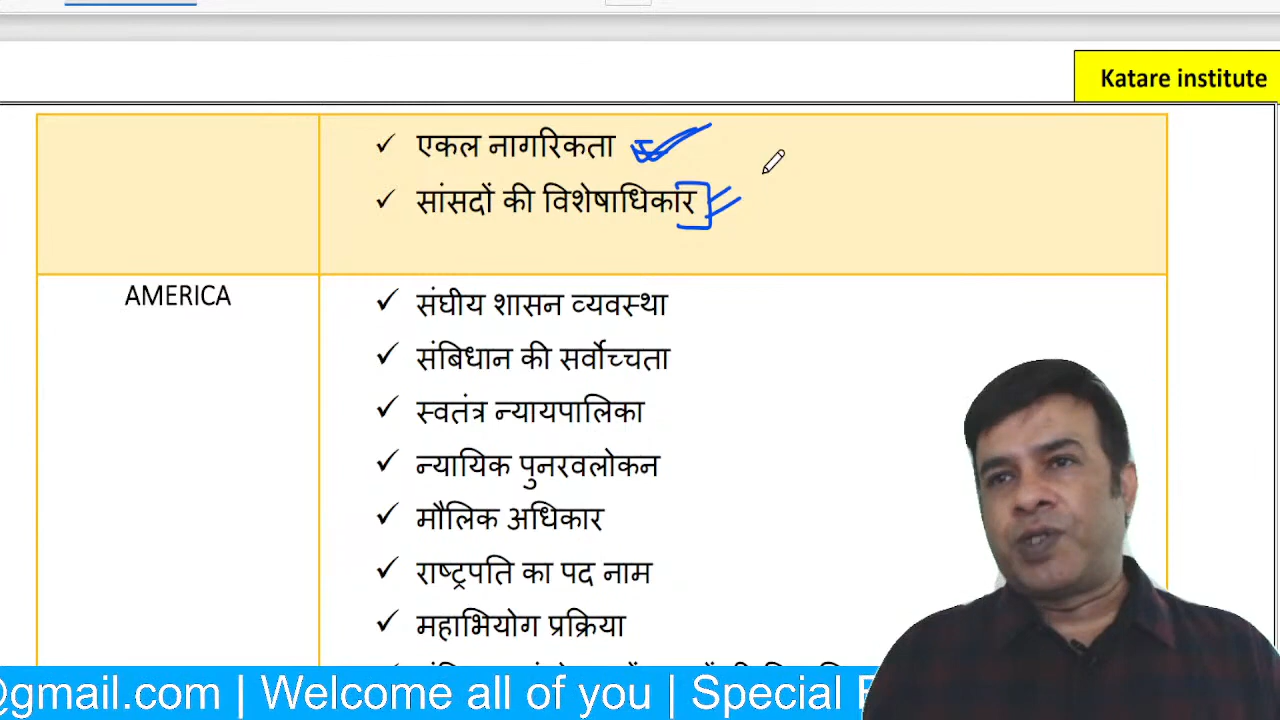 Katare institute
एकल नागरिकता
सांसदों की विशेषाधिकार
AMERICA
संघीय शासन व्यवस्था
संबिधान की सर्वोच्चता
स्वतंत्र न्यायपालिका
न्यायिक पुनरवलोकन
मौलिक अधिकार
राष्ट्रपति का पद नाम
महाभियोग प्रक्रिया
@gmail.com | Welcome all of you | Special